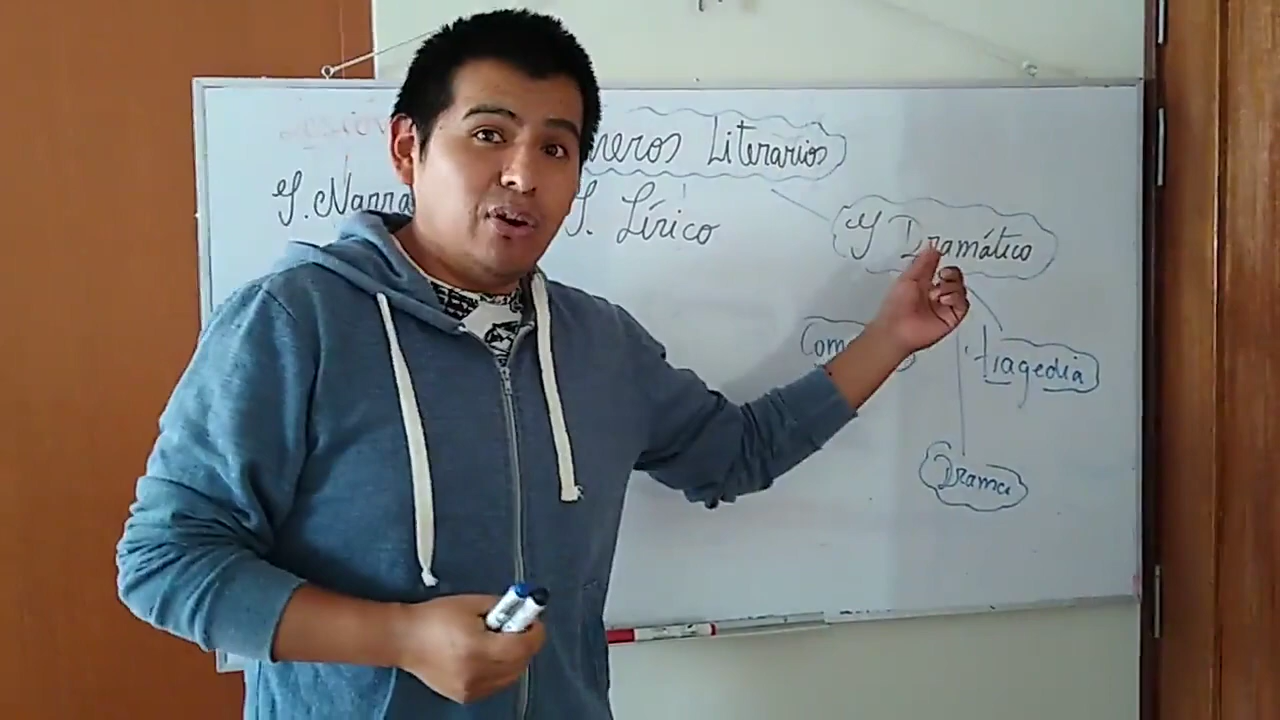 neros Literarios
G. Narra
G. Lírico
G Dramático
Com
tragedia
Drama